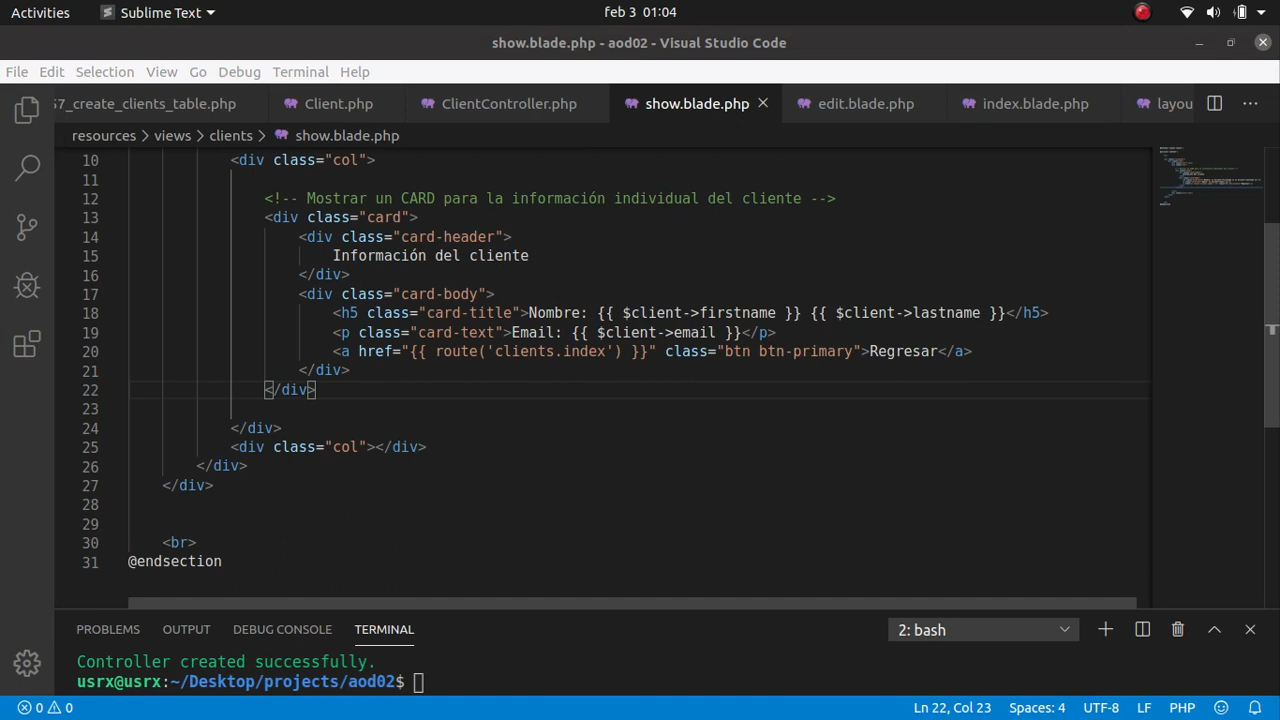 Activities Sublime Text feb 3 01:04
show.blade.php - aod02 - Visual Studio Code
File Edit Selection View Go Debug Terminal Help
57_create_clients_table.php Client.php ClientController.php show.blade.php edit.blade.php index.blade.php layou
resources views clients show.blade.php
10 <div class="col">
11
12 <!-- Mostrar un CARD para la información individual del cliente -->
13 <div class="card">
14 <div class="card-header">
15 Información del cliente
16 </div>
17 <div class="card-body">
18 <h5 class="card-title">Nombre: {{ $client->firstname }} {{ $client->lastname }}</h5>
19 <p class="card-text">Email: {{ $client->email }}</p>
20 <a href="{{ route('clients.index') }}" class="btn btn-primary">Regresar</a>
21 </div>
22 </div>
23
24 </div>
25 <div class="col"></div>
26 </div>
27 </div>
28
29
30 <br>
31 @endsection
PROBLEMS OUTPUT DEBUG CONSOLE TERMINAL 2: bash
Controller created successfully.
usrx@usrx:~/Desktop/projects/aod02$
0 0 Ln 22, Col 23 Spaces: 4 UTF-8 LF PHP